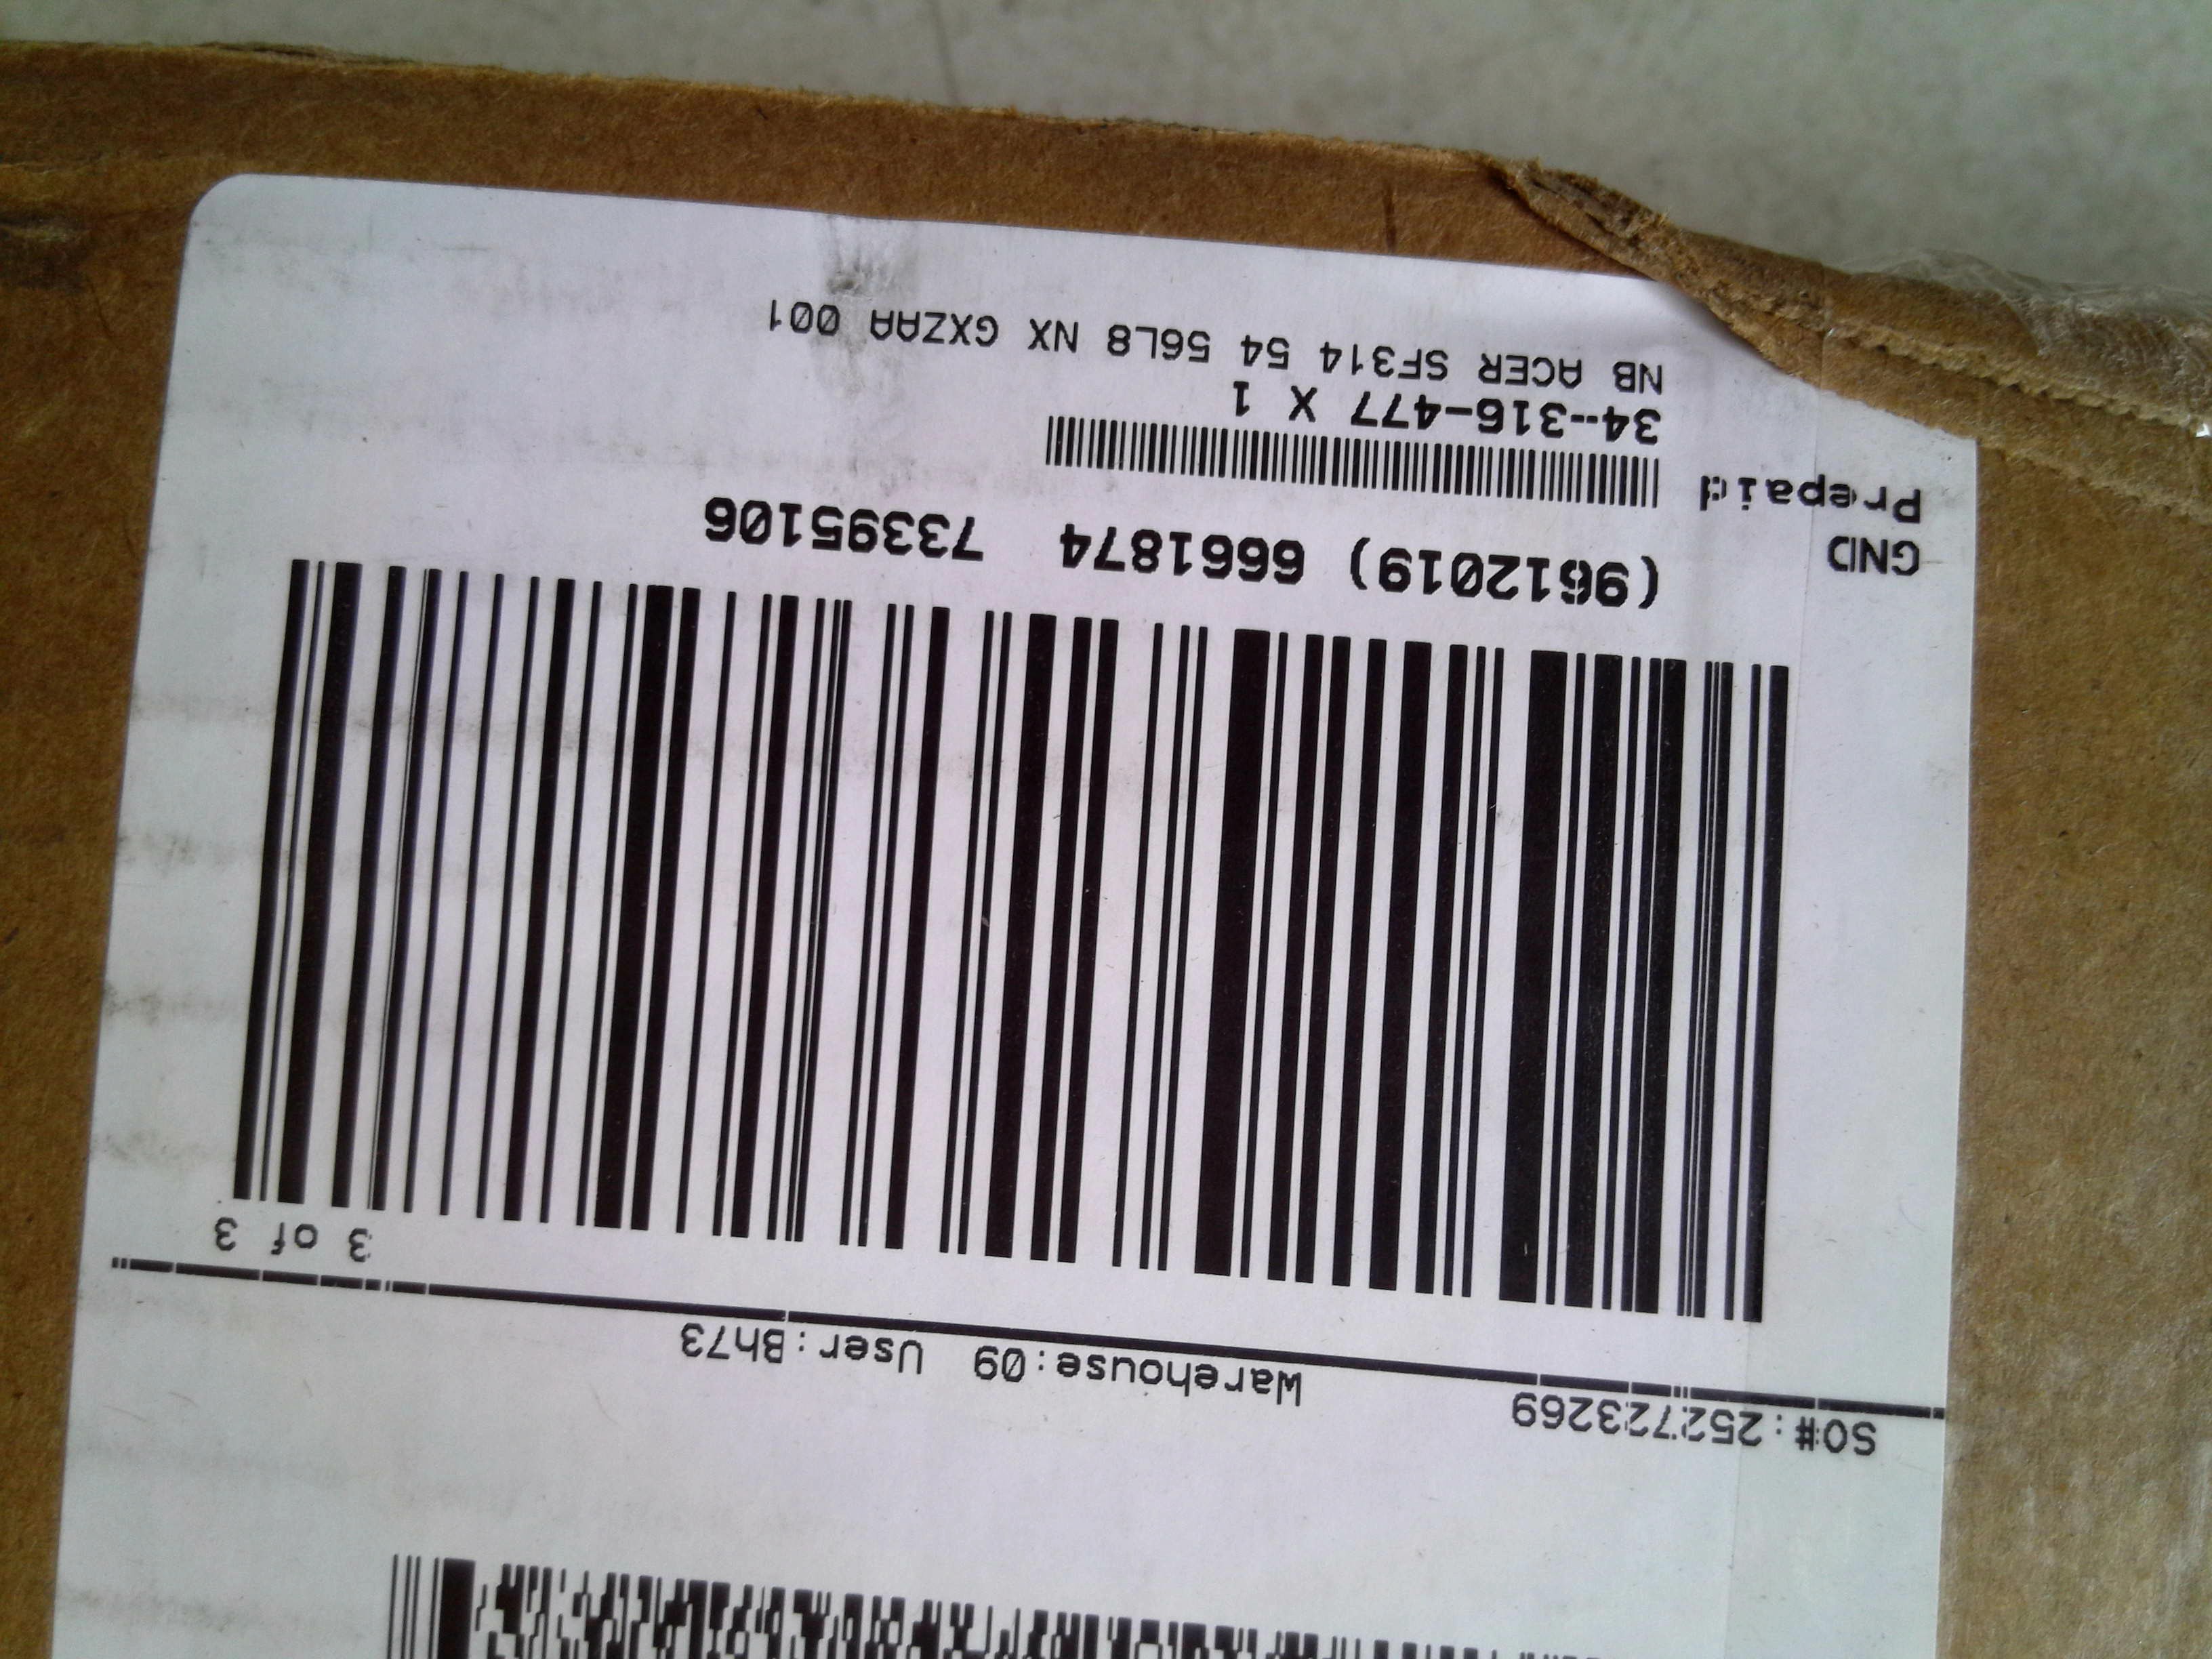 SO#:252723269 Warehouse:09 User:Bh73
3 of 3
(9612019) 6661874 73395106
GND
Prepaid
34--316-477 X 1
NB ACER SF314 54 56L8 NX GXZAA 001